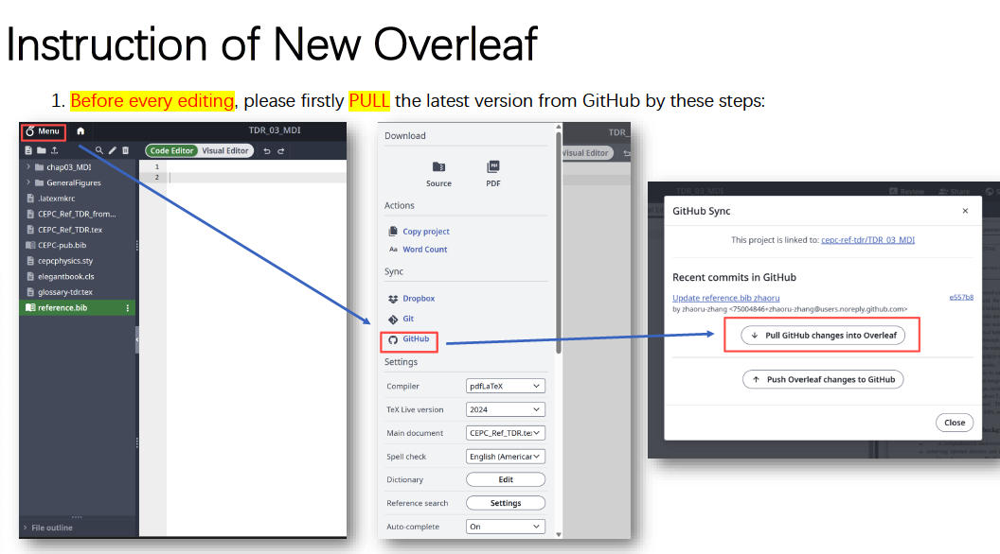 Instruction of New Overleaf
1. Before every editing, please firstly PULL the latest version from GitHub by these steps:
Menu
TDR_03_MDI
Code Editor Visual Editor
chap03_MDI
GeneralFigures
.latexmkrc
CEPC_Ref_TDR_from...
CEPC_Ref_TDR.tex
CEPC-pub.bib
cepcphysics.sty
elegantbook.cls
glossary-tdr.tex
reference.bib
File outline
1
2
Download
Source PDF
Actions
Copy project
Word Count
Sync
Dropbox
Git
GitHub
Settings
Compiler pdfLaTeX
TeX Live version 2024
Main document CEPC_Ref_TDR.te
Spell check English (American
Dictionary Edit
Reference search Settings
Auto-complete On
TDR_
Visual Editor
TDR_03_MDI Review Share
GitHub Sync ×
This project is linked to: cepc-ref-tdr/TDR_03_MDI
Recent commits in GitHub
Update reference.bib zhaoru e557b8
by zhaoru-zhang <75004846+zhaoru-zhang@users.noreply.github.com>
Pull GitHub changes into Overleaf
Push Overleaf changes to GitHub
Close